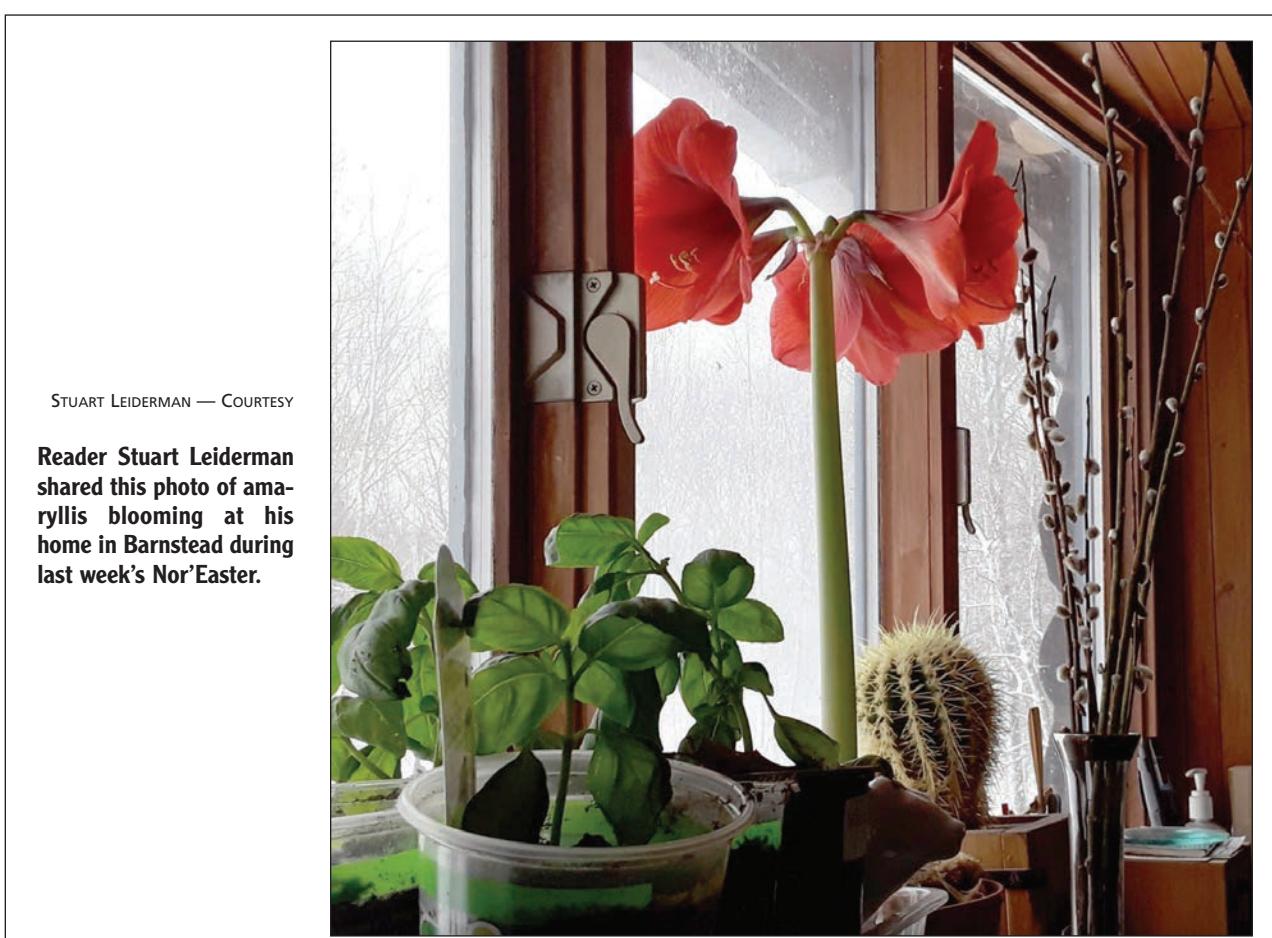 STUART LEIDERMAN — COURTESY
Reader Stuart Leiderman
shared this photo of ama-
ryllis blooming at his
home in Barnstead during
last week's Nor'Easter.